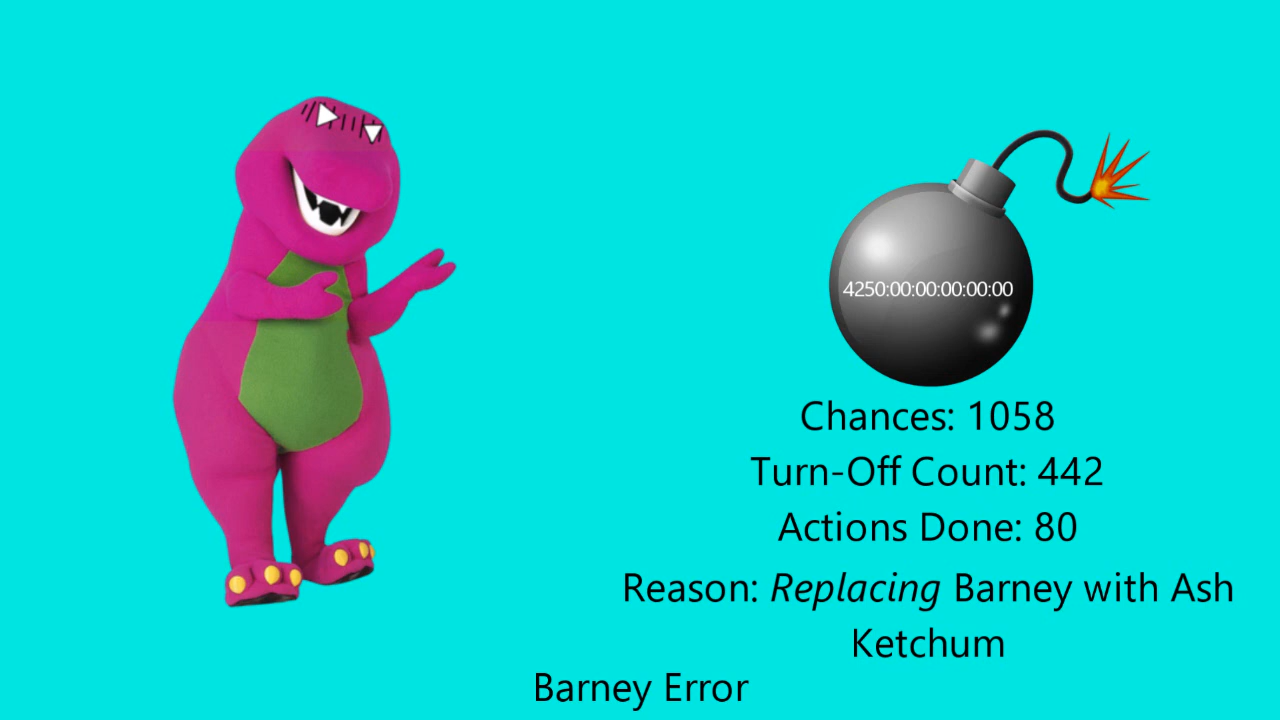 4250:00:00:00:00:00
Chances: 1058
Turn-Off Count: 442
Actions Done: 80
Reason: Replacing Barney with Ash
Ketchum
Barney Error